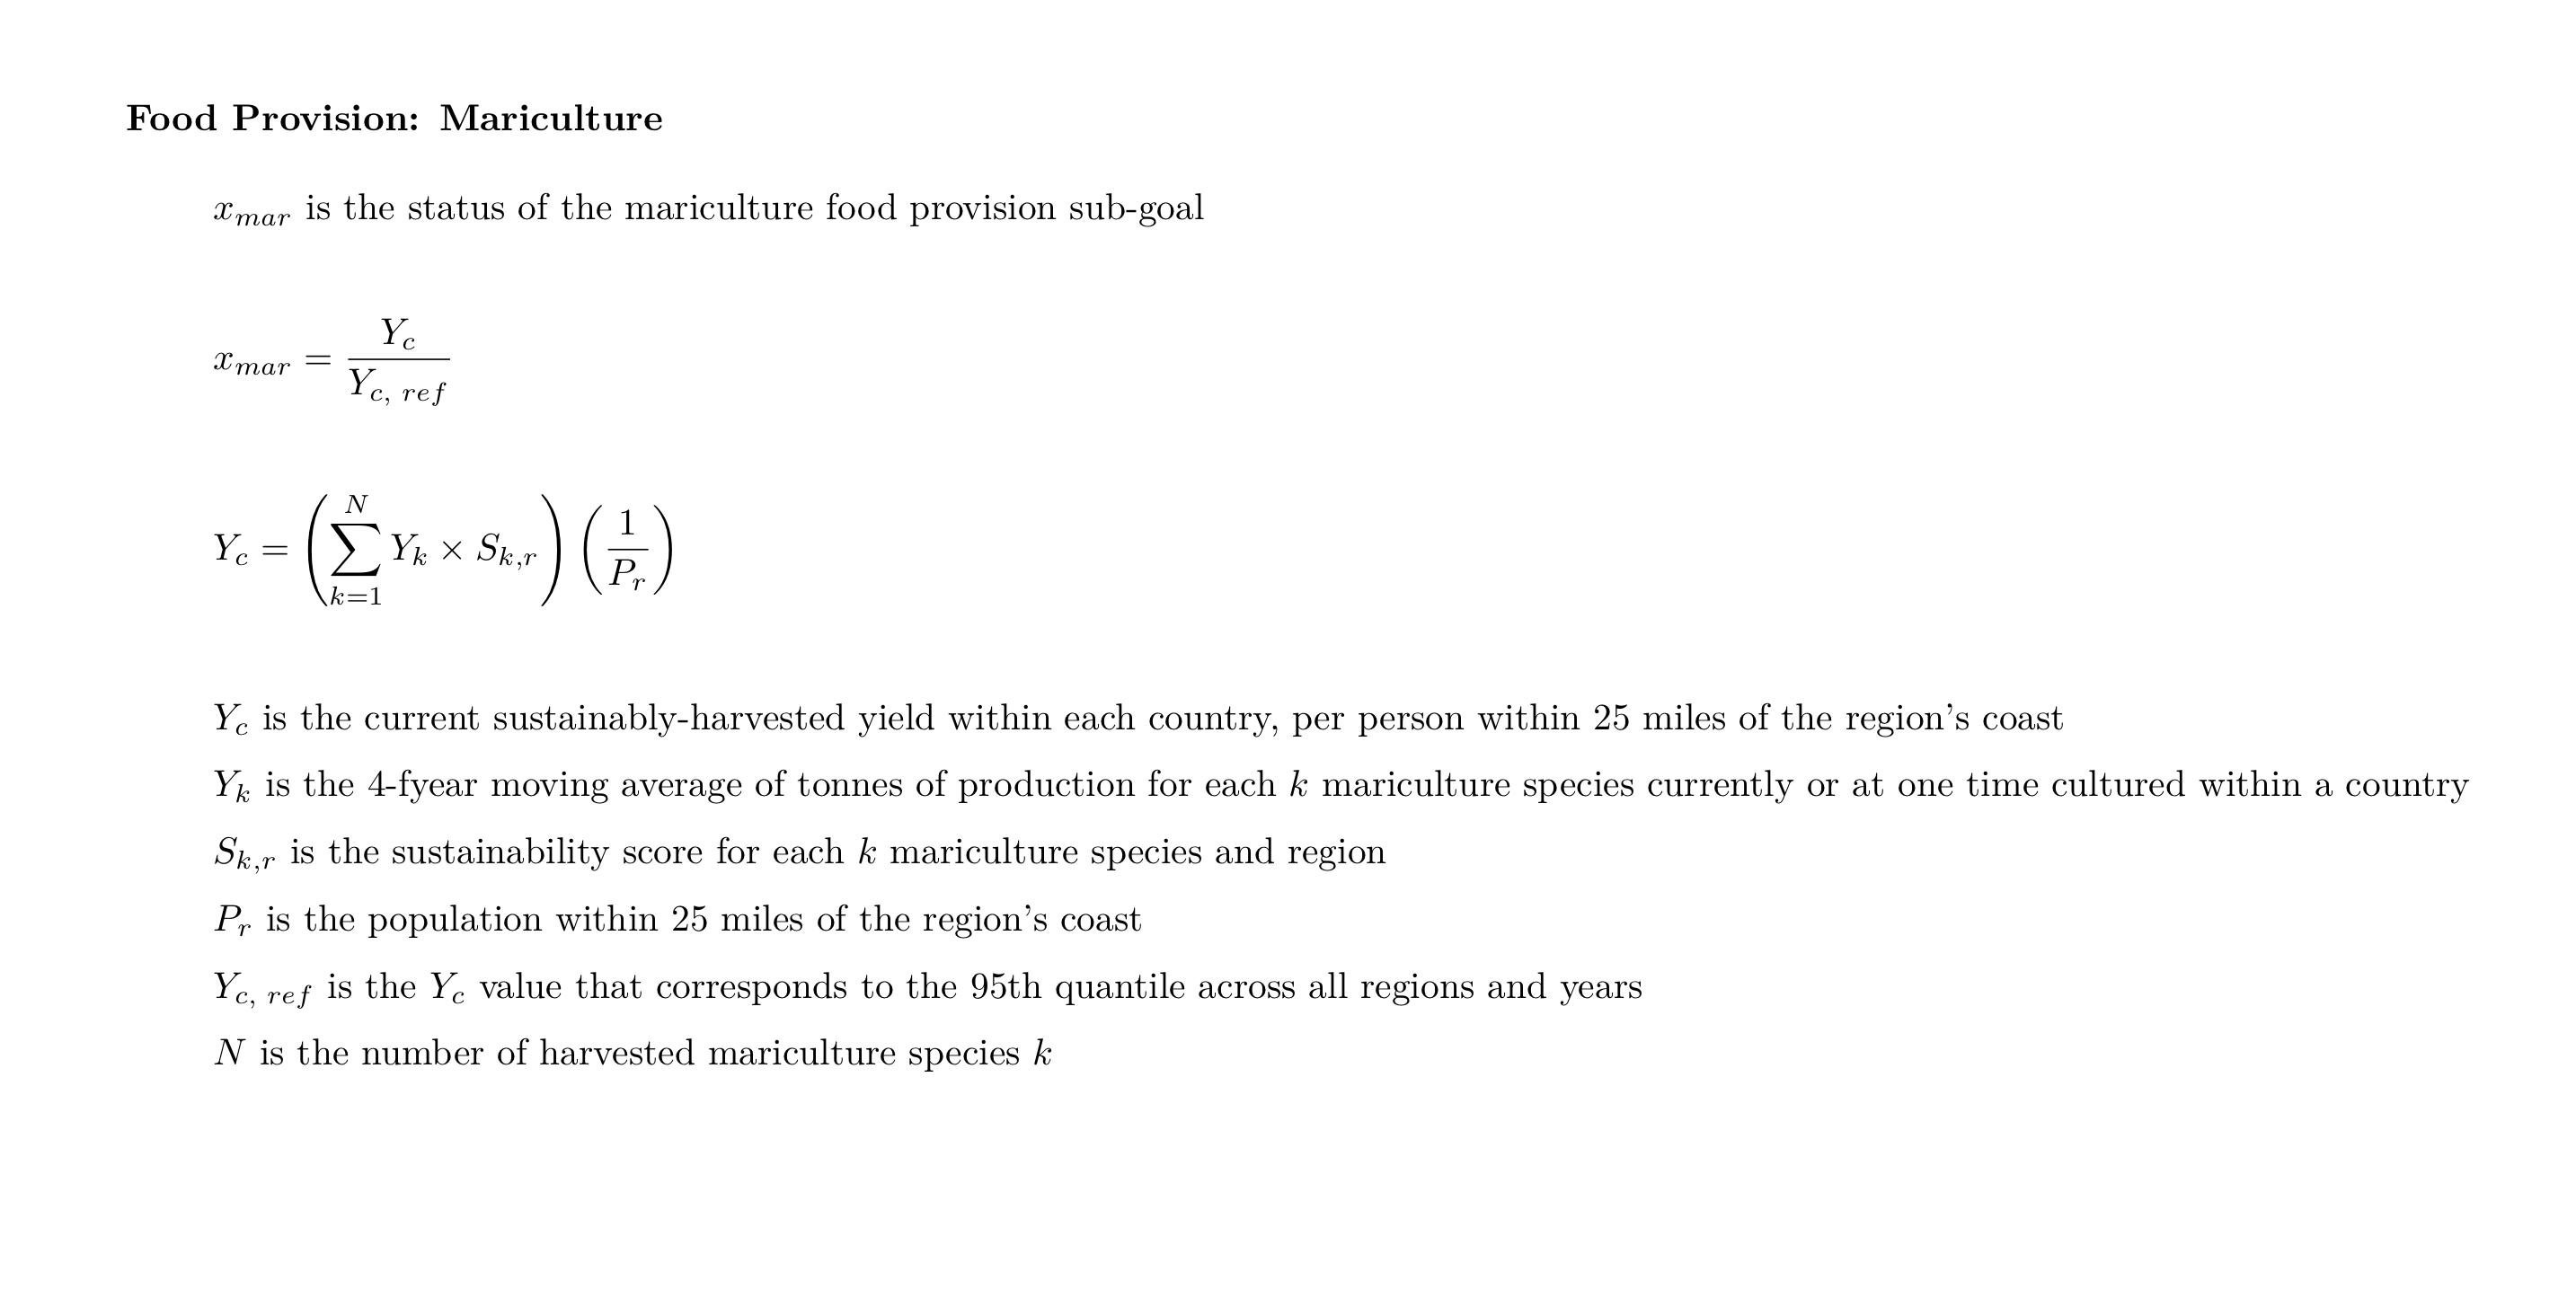 Food Provision: Mariculture
x_{mar} is the status of the mariculture food provision sub-goal
x_{mar} = \frac{Y_c}{Y_{c, ref}}
Y_c = \left( \sum_{k=1}^{N} Y_k \times S_{k,r} \right) \left( \frac{1}{P_r} \right)
Y_c is the current sustainably-harvested yield within each country, per person within 25 miles of the region's coast
Y_k is the 4-fyear moving average of tonnes of production for each k mariculture species currently or at one time cultured within a country
S_{k,r} is the sustainability score for each k mariculture species and region
P_r is the population within 25 miles of the region's coast
Y_{c, ref} is the Y_c value that corresponds to the 95th quantile across all regions and years
N is the number of harvested mariculture species k